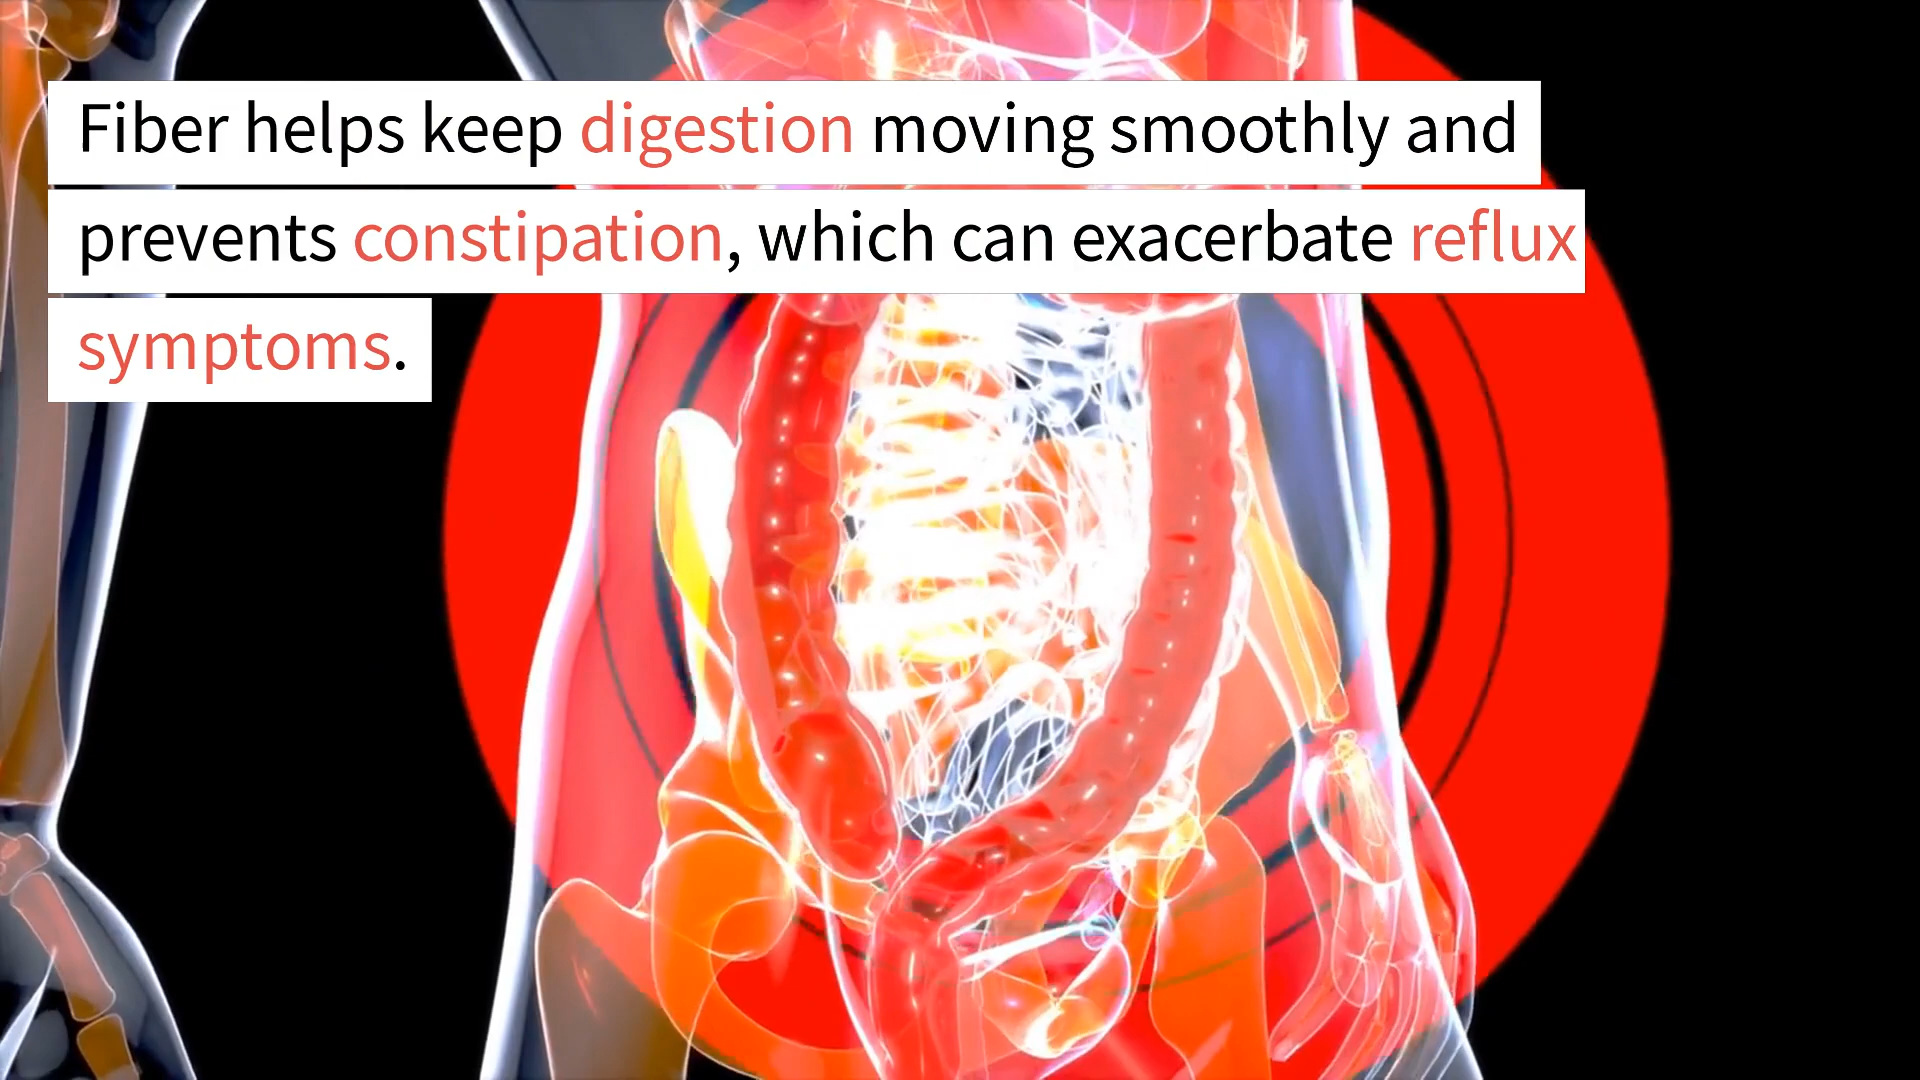 Fiber helps keep digestion moving smoothly and
prevents constipation, which can exacerbate reflux
symptoms.